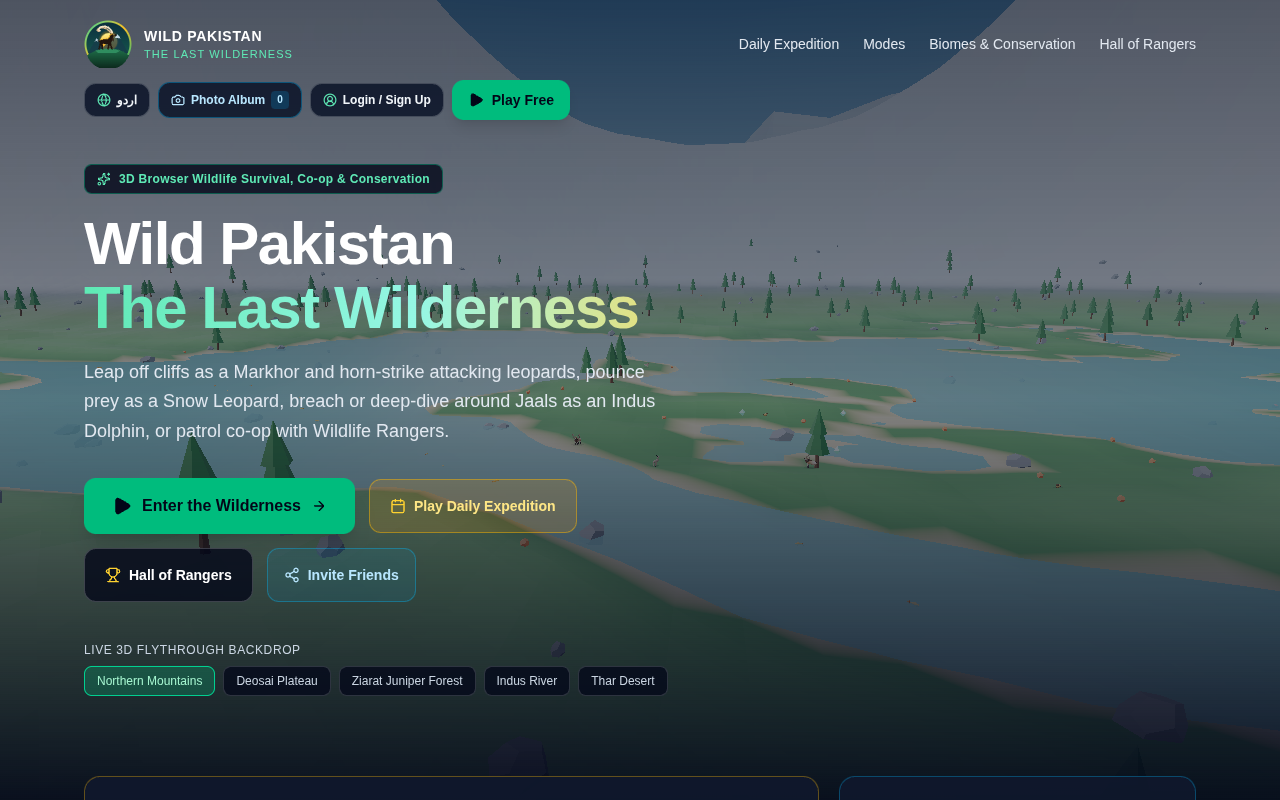 WILD PAKISTAN
THE LAST WILDERNESS
Daily Expedition
Modes
Biomes & Conservation
Hall of Rangers
اردو
Photo Album 0
Login / Sign Up
Play Free
3D Browser Wildlife Survival, Co-op & Conservation
Wild Pakistan
The Last Wilderness
Leap off cliffs as a Markhor and horn-strike attacking leopards, pounce
prey as a Snow Leopard, breach or deep-dive around Jaals as an Indus
Dolphin, or patrol co-op with Wildlife Rangers.
Enter the Wilderness
Play Daily Expedition
Hall of Rangers
Invite Friends
LIVE 3D FLYTHROUGH BACKDROP
Northern Mountains
Deosai Plateau
Ziarat Juniper Forest
Indus River
Thar Desert